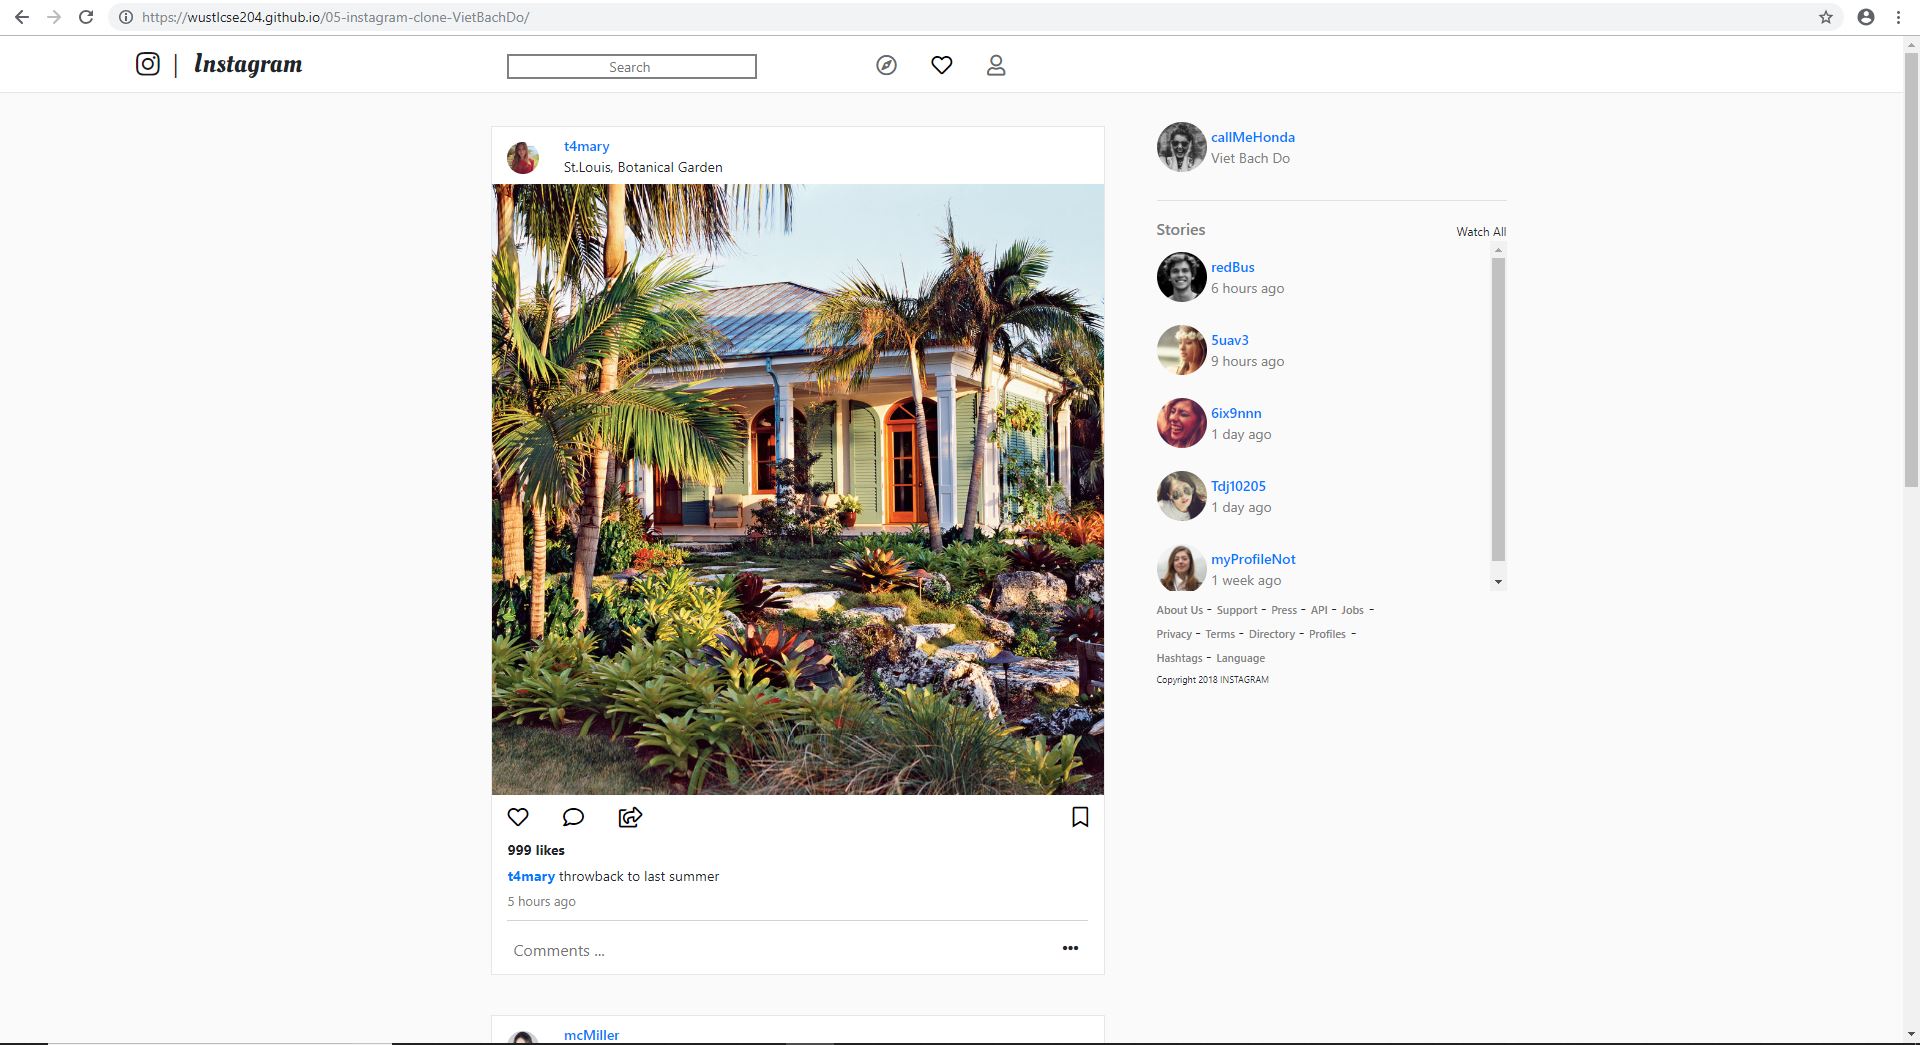 https://wustlcse204.github.io/05-instagram-clone-VietBachDo/
Instagram
Search
t4mary
St.Louis, Botanical Garden
999 likes
t4mary throwback to last summer
5 hours ago
Comments ...
mcMiller
callMeHonda
Viet Bach Do
Stories Watch All
redBus
6 hours ago
5uav3
9 hours ago
6ix9nnn
1 day ago
Tdj10205
1 day ago
myProfileNot
1 week ago
About Us - Support - Press - API - Jobs -
Privacy - Terms - Directory - Profiles -
Hashtags - Language
Copyright 2018 INSTAGRAM